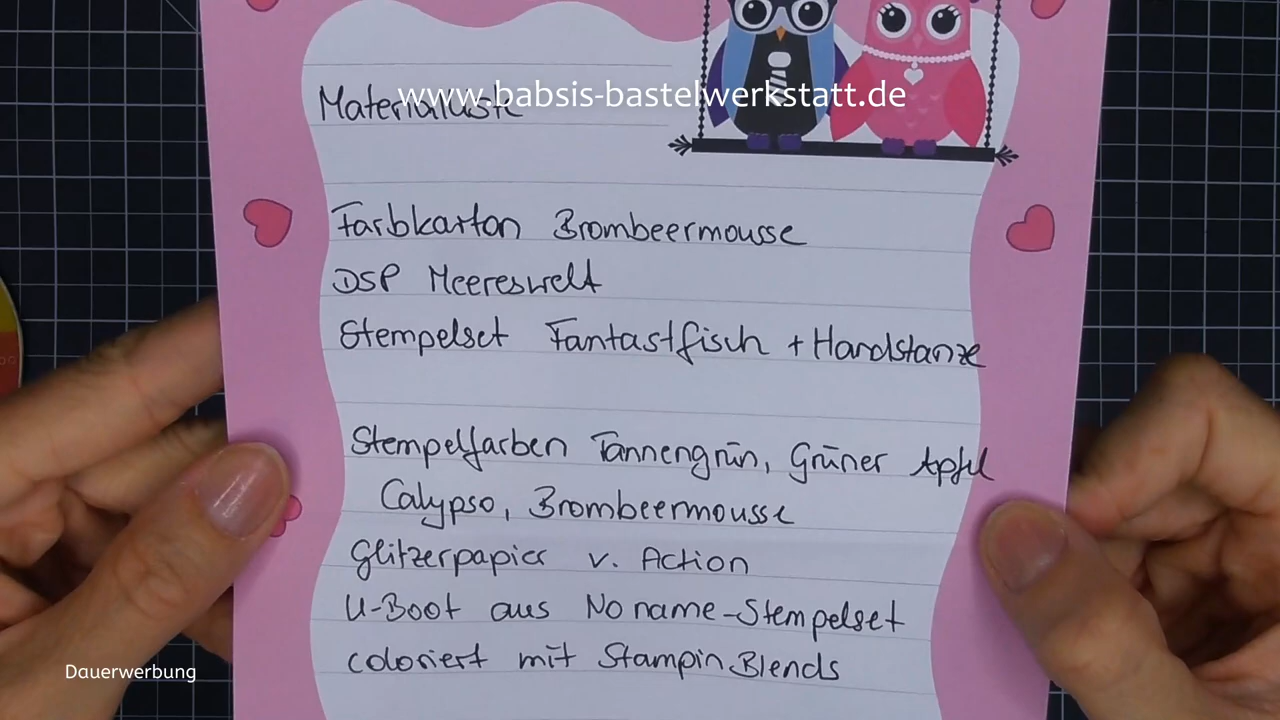 www.babsis-bastelwerkstatt.de
Materialliste
Farbkarton Brombeermousse
DSP Meereswelt
Stempelset Fantastfisch + Handstanze
Stempelfarben Tannengrün, Grüner Apfel
Calypso, Brombeermousse
Glitzerpapier v. Action
U-Boot aus Noname-Stempelset
coloriert mit Stampin Blends
Dauerwerbung